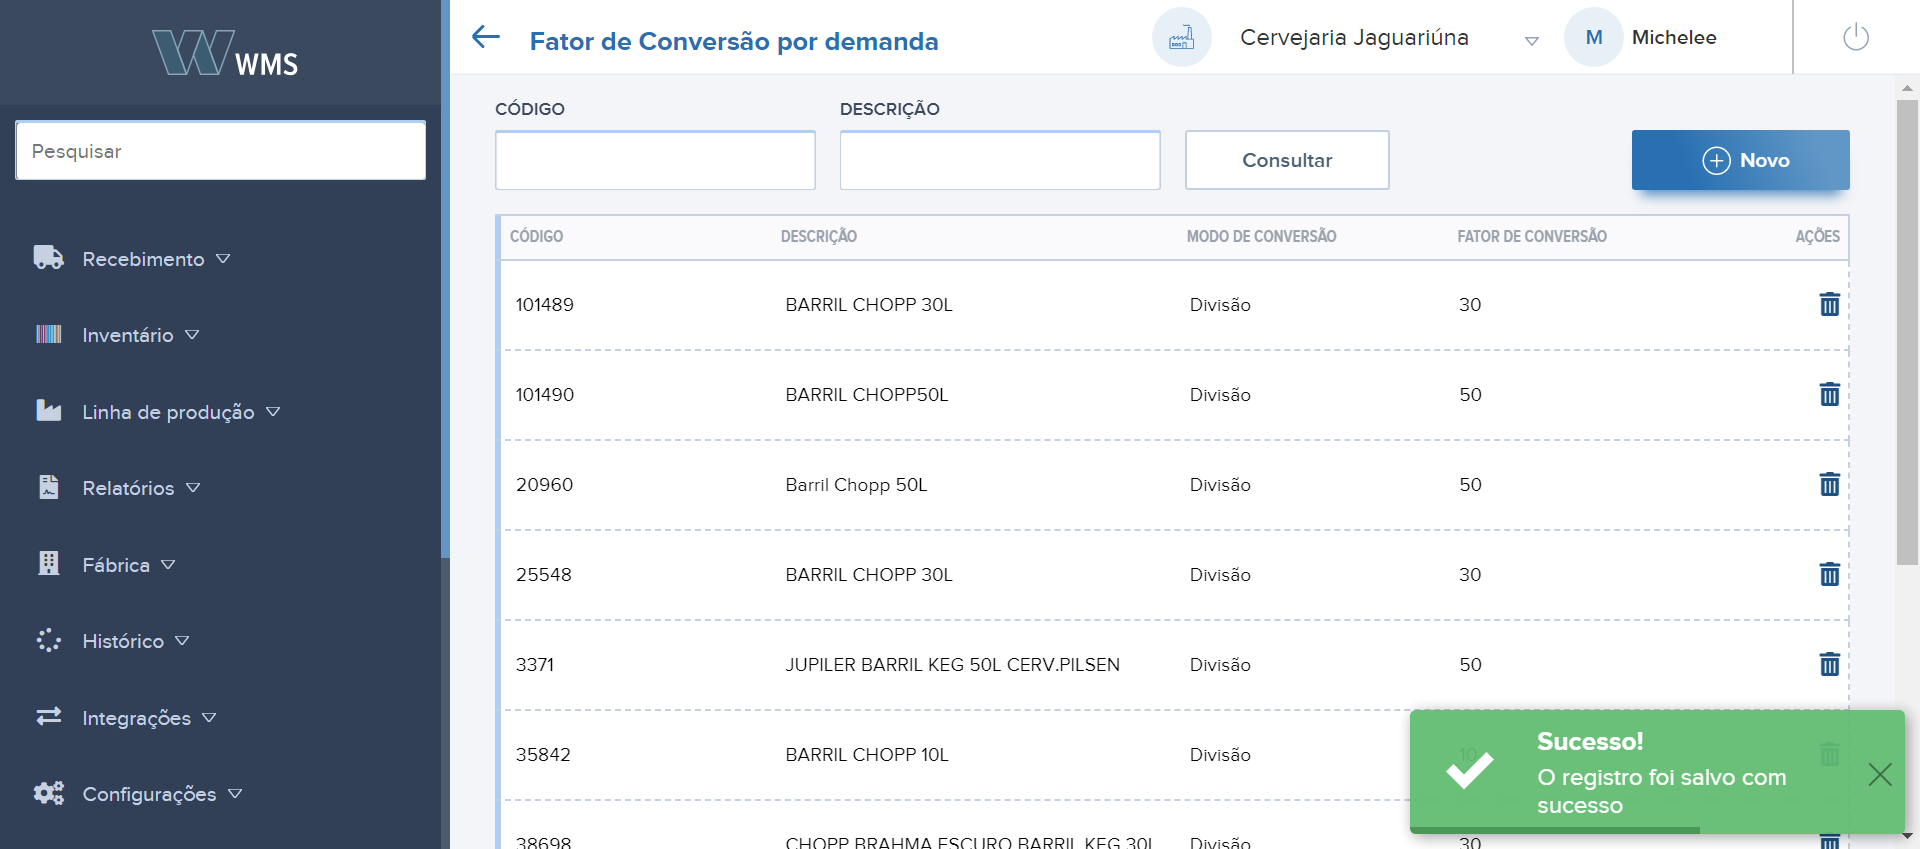 WMS
Pesquisar
Recebimento
Inventário
Linha de produção
Relatórios
Fábrica
Histórico
Integrações
Configurações
Fator de Conversão por demanda
Cervejaria Jaguariúna
M Michelee
CÓDIGO DESCRIÇÃO
Consultar
Novo
CÓDIGO DESCRIÇÃO MODO DE CONVERSÃO FATOR DE CONVERSÃO AÇÕES
101489 BARRIL CHOPP 30L Divisão 30
101490 BARRIL CHOPP50L Divisão 50
20960 Barril Chopp 50L Divisão 50
25548 BARRIL CHOPP 30L Divisão 30
3371 JUPILER BARRIL KEG 50L CERV.PILSEN Divisão 50
35842 BARRIL CHOPP 10L Divisão 10
38698 CHOPP BRAHMA ESCURO BARRIL KEG 30L Divisão 30
Sucesso!
O registro foi salvo com
sucesso